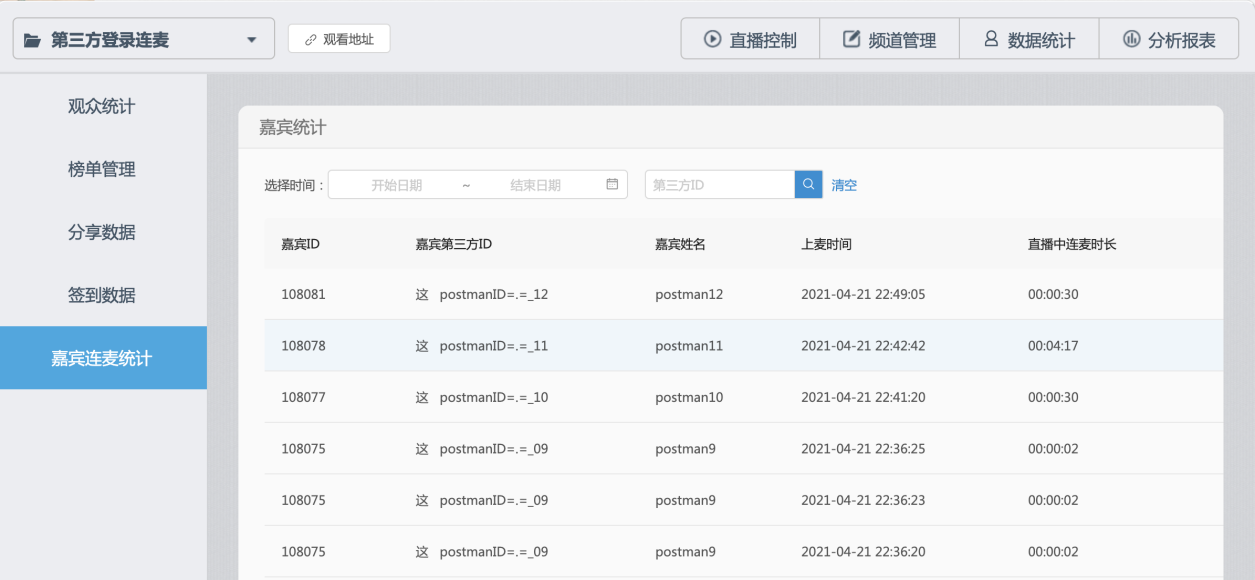 第三方登录连麦 观看地址 直播控制 频道管理 数据统计 分析报表
观众统计
榜单管理
分享数据
签到数据
嘉宾连麦统计
嘉宾统计
选择时间： 开始日期 ~ 结束日期 第三方ID 清空
嘉宾ID 嘉宾第三方ID 嘉宾姓名 上麦时间 直播中连麦时长
108081 这 postmanID=.=_12 postman12 2021-04-21 22:49:05 00:00:30
108078 这 postmanID=.=_11 postman11 2021-04-21 22:42:42 00:04:17
108077 这 postmanID=.=_10 postman10 2021-04-21 22:41:20 00:00:30
108075 这 postmanID=.=_09 postman9 2021-04-21 22:36:25 00:00:02
108075 这 postmanID=.=_09 postman9 2021-04-21 22:36:23 00:00:02
108075 这 postmanID=.=_09 postman9 2021-04-21 22:36:20 00:00:02